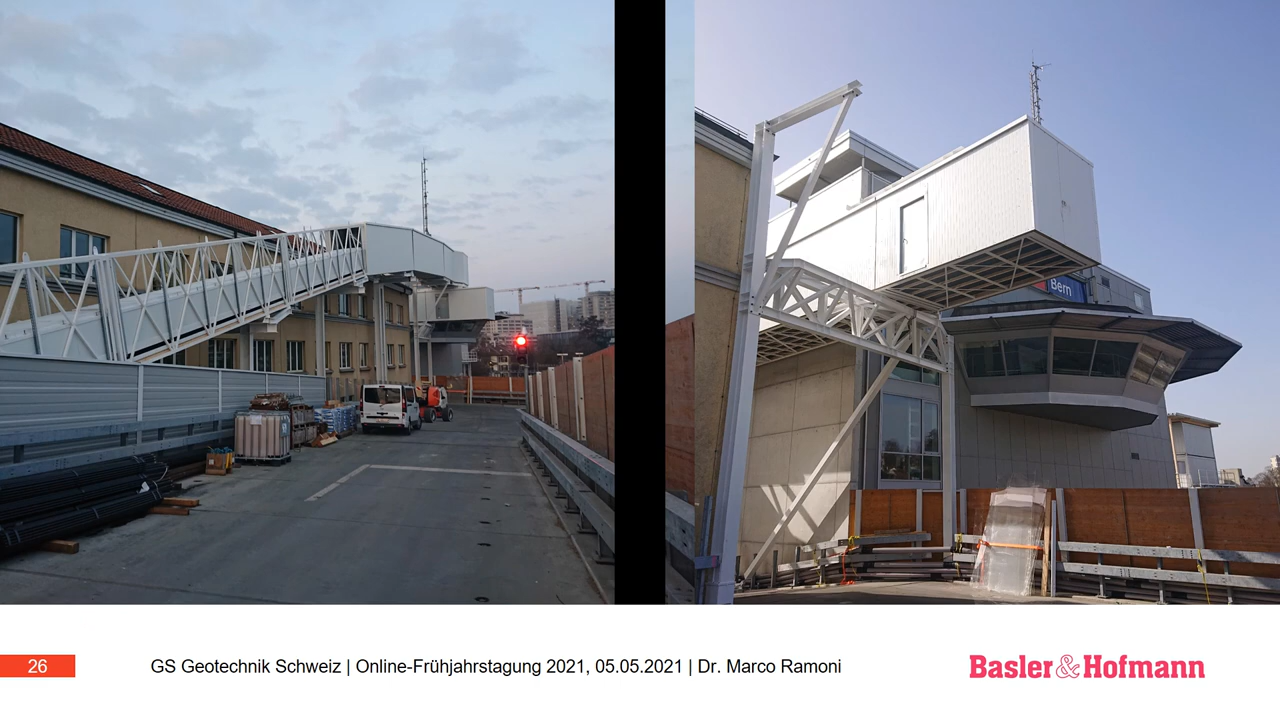 Bern
26
GS Geotechnik Schweiz | Online-Frühjahrstagung 2021, 05.05.2021 | Dr. Marco Ramoni
Basler & Hofmann